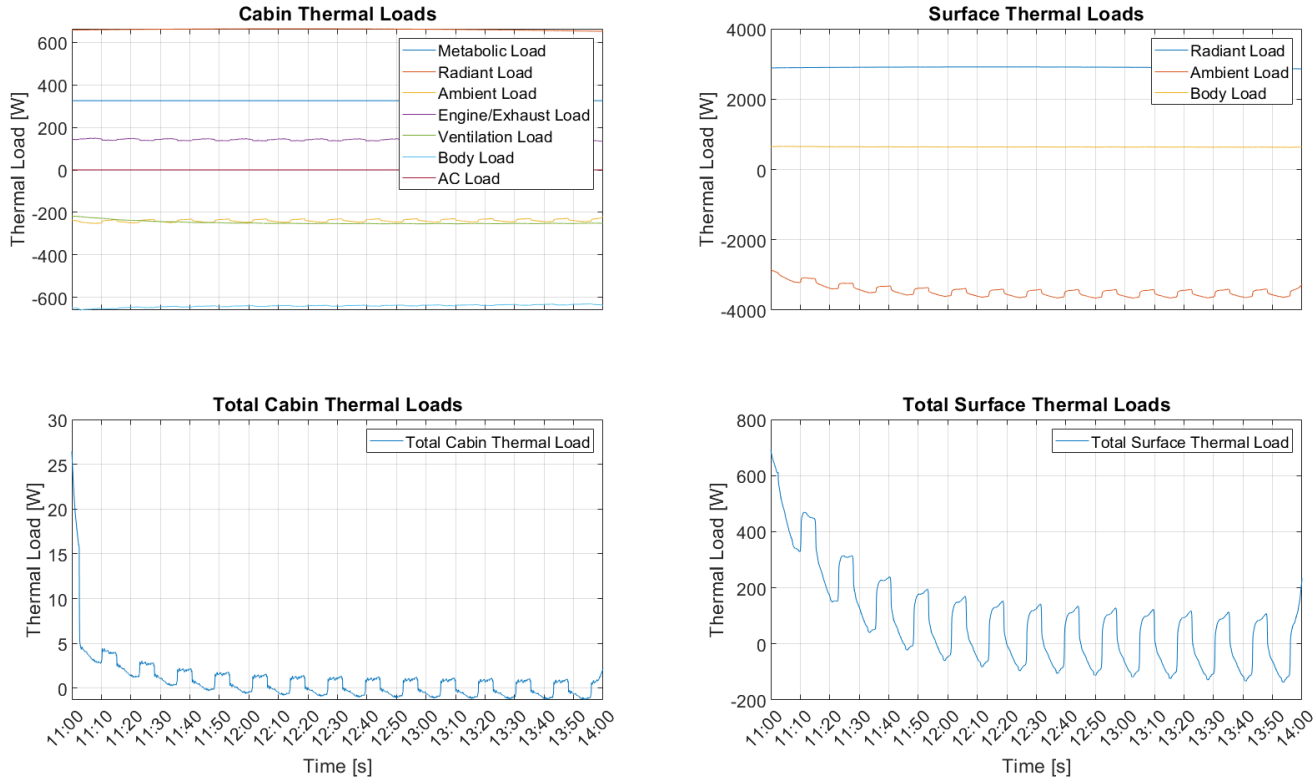 Cabin Thermal Loads
Thermal Load [W]
600
400
200
0
-200
-400
-600
Metabolic Load
Radiant Load
Ambient Load
Engine/Exhaust Load
Ventilation Load
Body Load
AC Load
Surface Thermal Loads
Thermal Load [W]
4000
2000
0
-2000
-4000
Radiant Load
Ambient Load
Body Load
Total Cabin Thermal Loads
Thermal Load [W]
30
25
20
15
10
5
0
Total Cabin Thermal Load
11:00 11:10 11:20 11:30 11:40 11:50 12:00 12:10 12:20 12:30 12:40 12:50 13:00 13:10 13:20 13:30 13:40 13:50 14:00
Time [s]
Total Surface Thermal Loads
Thermal Load [W]
800
600
400
200
0
-200
Total Surface Thermal Load
11:00 11:10 11:20 11:30 11:40 11:50 12:00 12:10 12:20 12:30 12:40 12:50 13:00 13:10 13:20 13:30 13:40 13:50 14:00
Time [s]